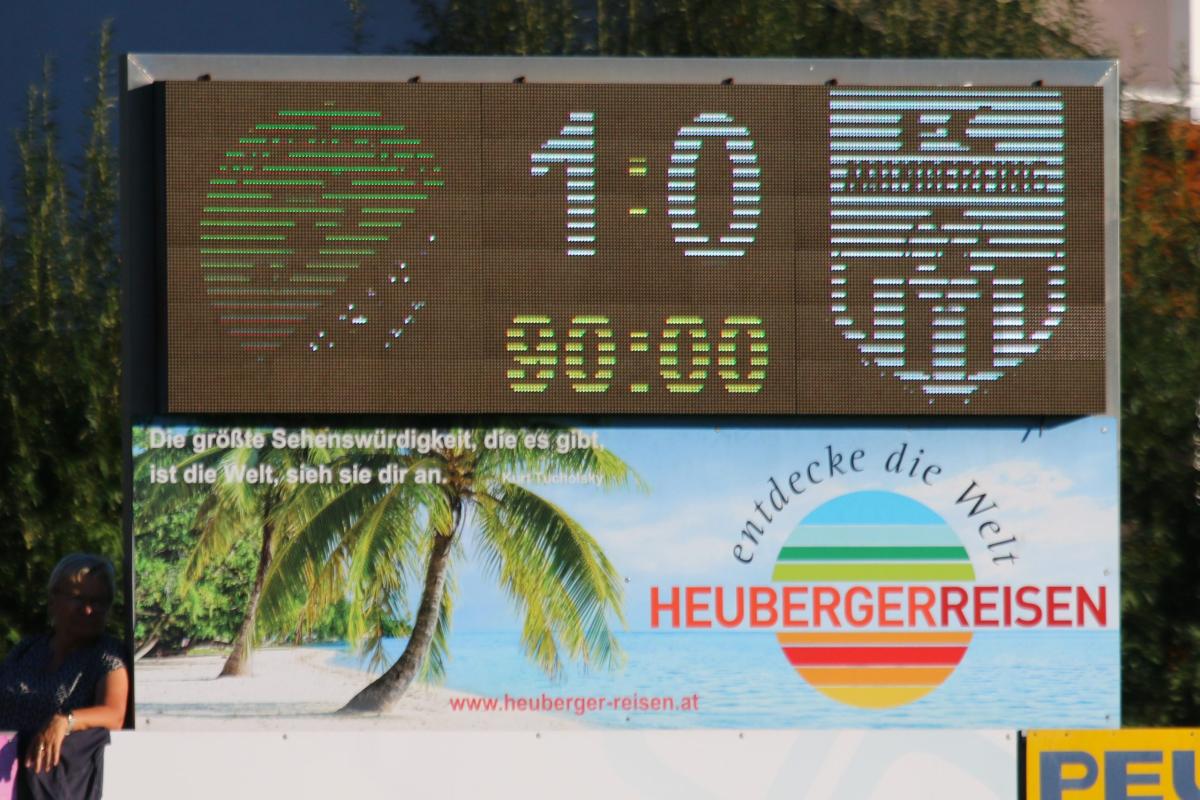 1:0
90:00
Die größte Sehenswürdigkeit, die es gibt,
ist die Welt, sieh sie dir an.
Kurt Tucholsky
entdecke die Welt
HEUBERGERREISEN
www.heuberger-reisen.at
PEU